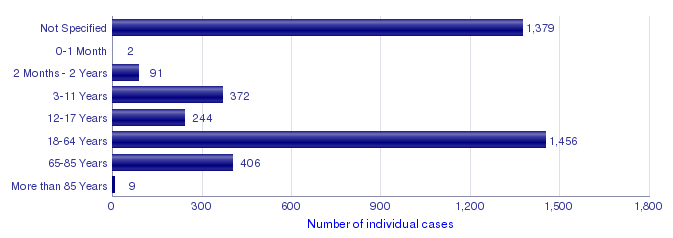 Not Specified 1,379
0-1 Month 2
2 Months - 2 Years 91
3-11 Years 372
12-17 Years 244
18-64 Years 1,456
65-85 Years 406
More than 85 Years 9
0 300 600 900 1,200 1,500 1,800
Number of individual cases